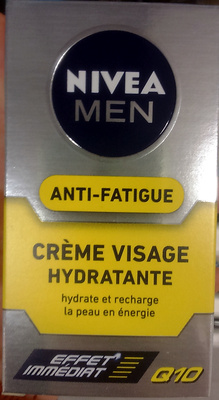 NIVEA
MEN
ANTI-FATIGUE
CRÈME VISAGE
HYDRATANTE
hydrate et recharge
la peau en énergie
EFFET
IMMÉDIAT
Q10